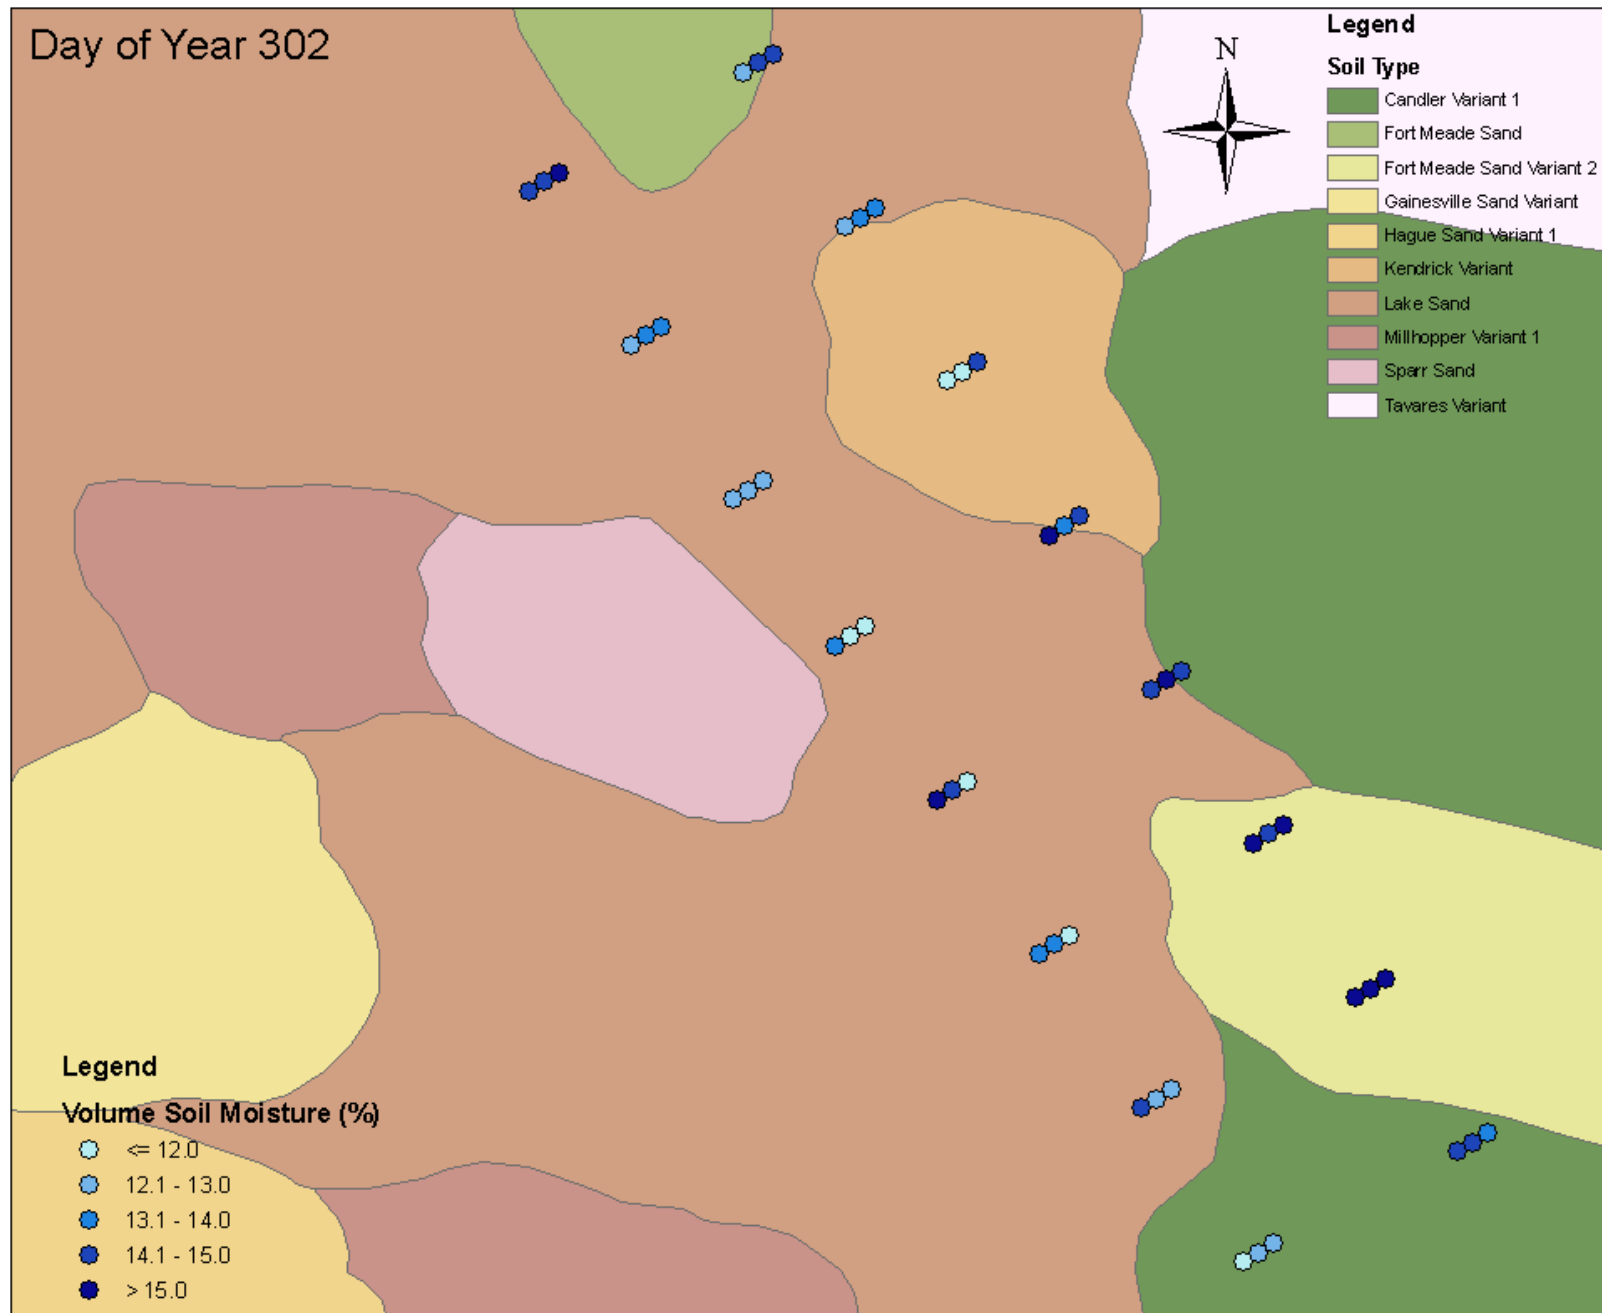 Day of Year 302
N
Legend
Soil Type
Candler Variant 1
Fort Meade Sand
Fort Meade Sand Variant 2
Gainesville Sand Variant
Hague Sand Variant 1
Kendrick Variant
Lake Sand
Millhopper Variant 1
Sparr Sand
Tavares Variant
Legend
Volume Soil Moisture (%)
<= 12.0
12.1 - 13.0
13.1 - 14.0
14.1 - 15.0
> 15.0